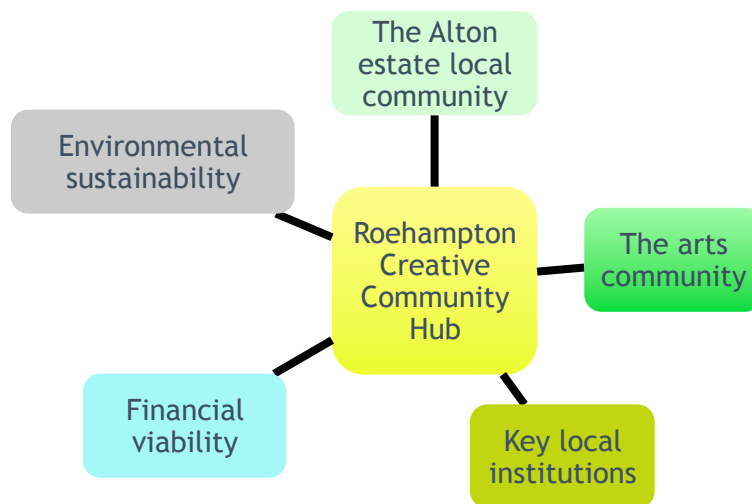 The Alton
estate local
community
Environmental
sustainability
Roehampton
Creative
Community
Hub
The arts
community
Financial
viability
Key local
institutions